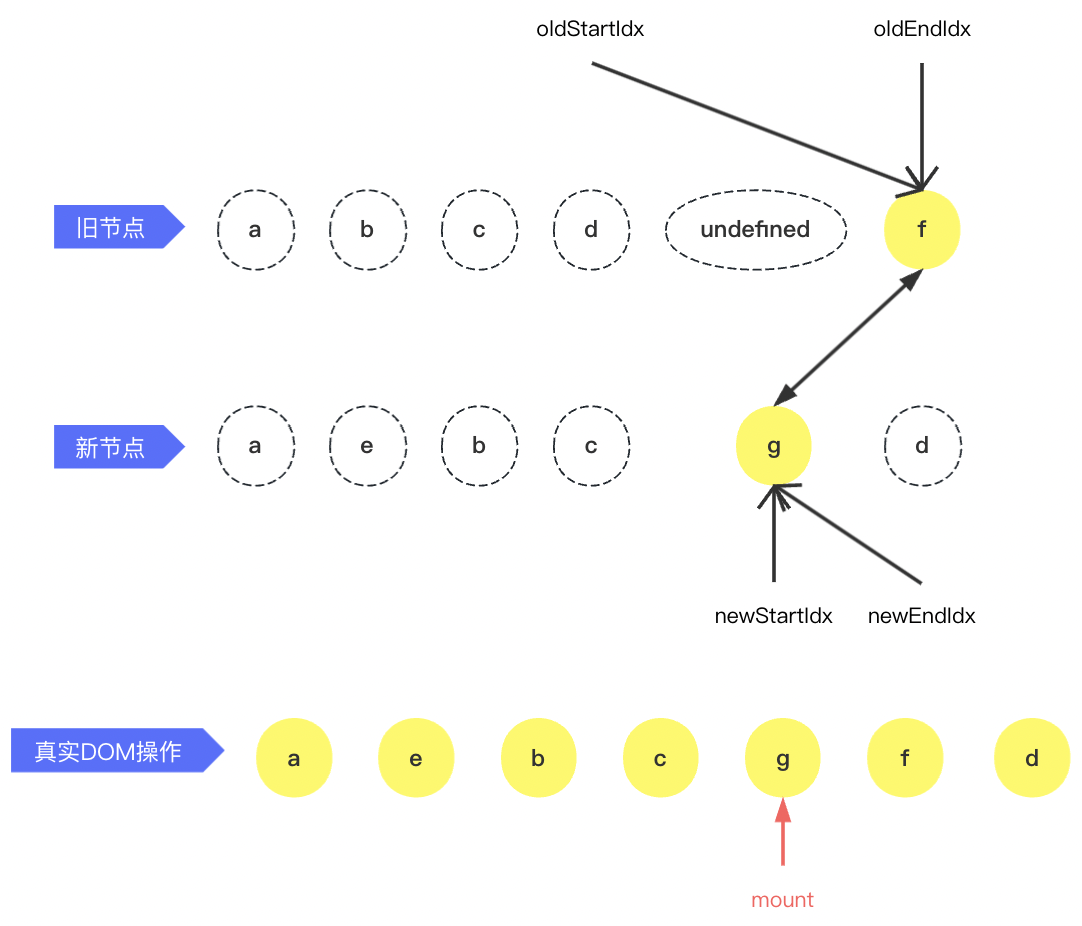 oldStartIdx oldEndIdx
旧节点 a b c d undefined f
新节点 a e b c g d
newStartIdx newEndIdx
真实DOM操作 a e b c g f d
mount